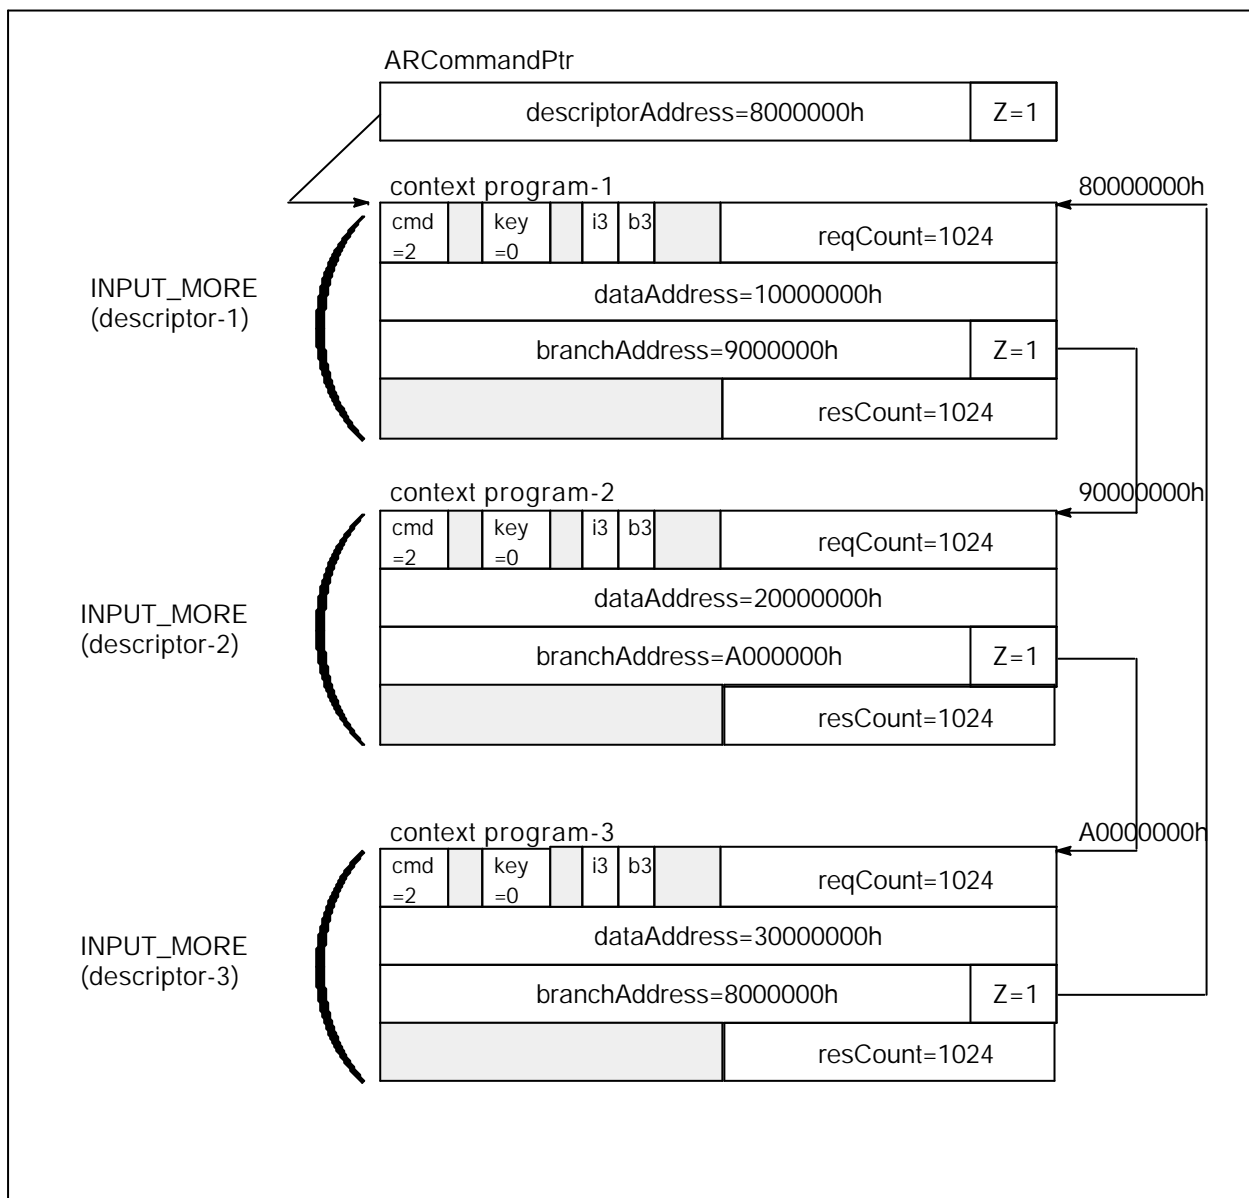 ARCommandPtr
descriptorAddress=8000000h Z=1
context program-1 80000000h
cmd key i3 b3 reqCount=1024
=2 =0
INPUT_MORE
(descriptor-1)
dataAddress=10000000h
branchAddress=9000000h Z=1
resCount=1024
context program-2 90000000h
cmd key i3 b3 reqCount=1024
=2 =0
INPUT_MORE
(descriptor-2)
dataAddress=20000000h
branchAddress=A000000h Z=1
resCount=1024
context program-3 A0000000h
cmd key i3 b3 reqCount=1024
=2 =0
INPUT_MORE
(descriptor-3)
dataAddress=30000000h
branchAddress=8000000h Z=1
resCount=1024